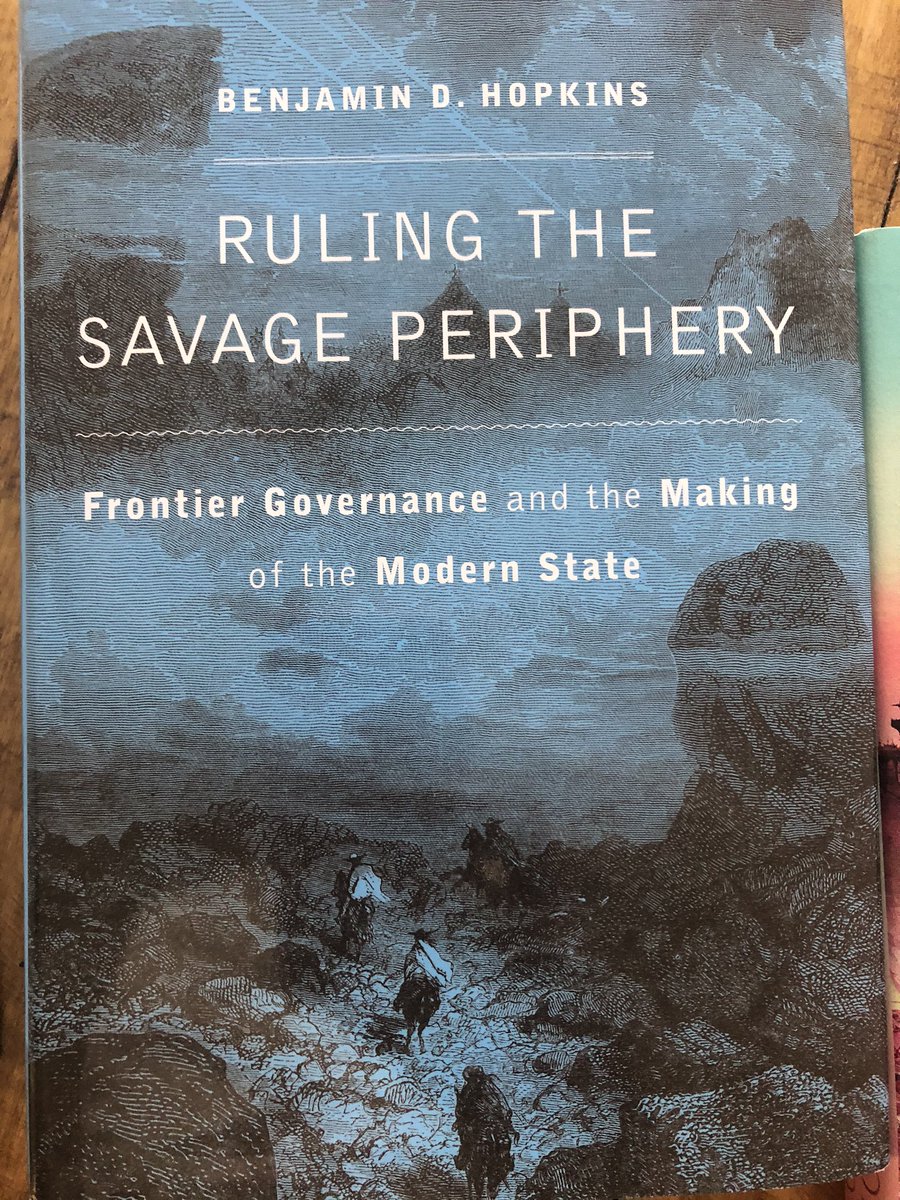 BENJAMIN D. HOPKINS
RULING THE
SAVAGE PERIPHERY
Frontier Governance and the Making
of the Modern State